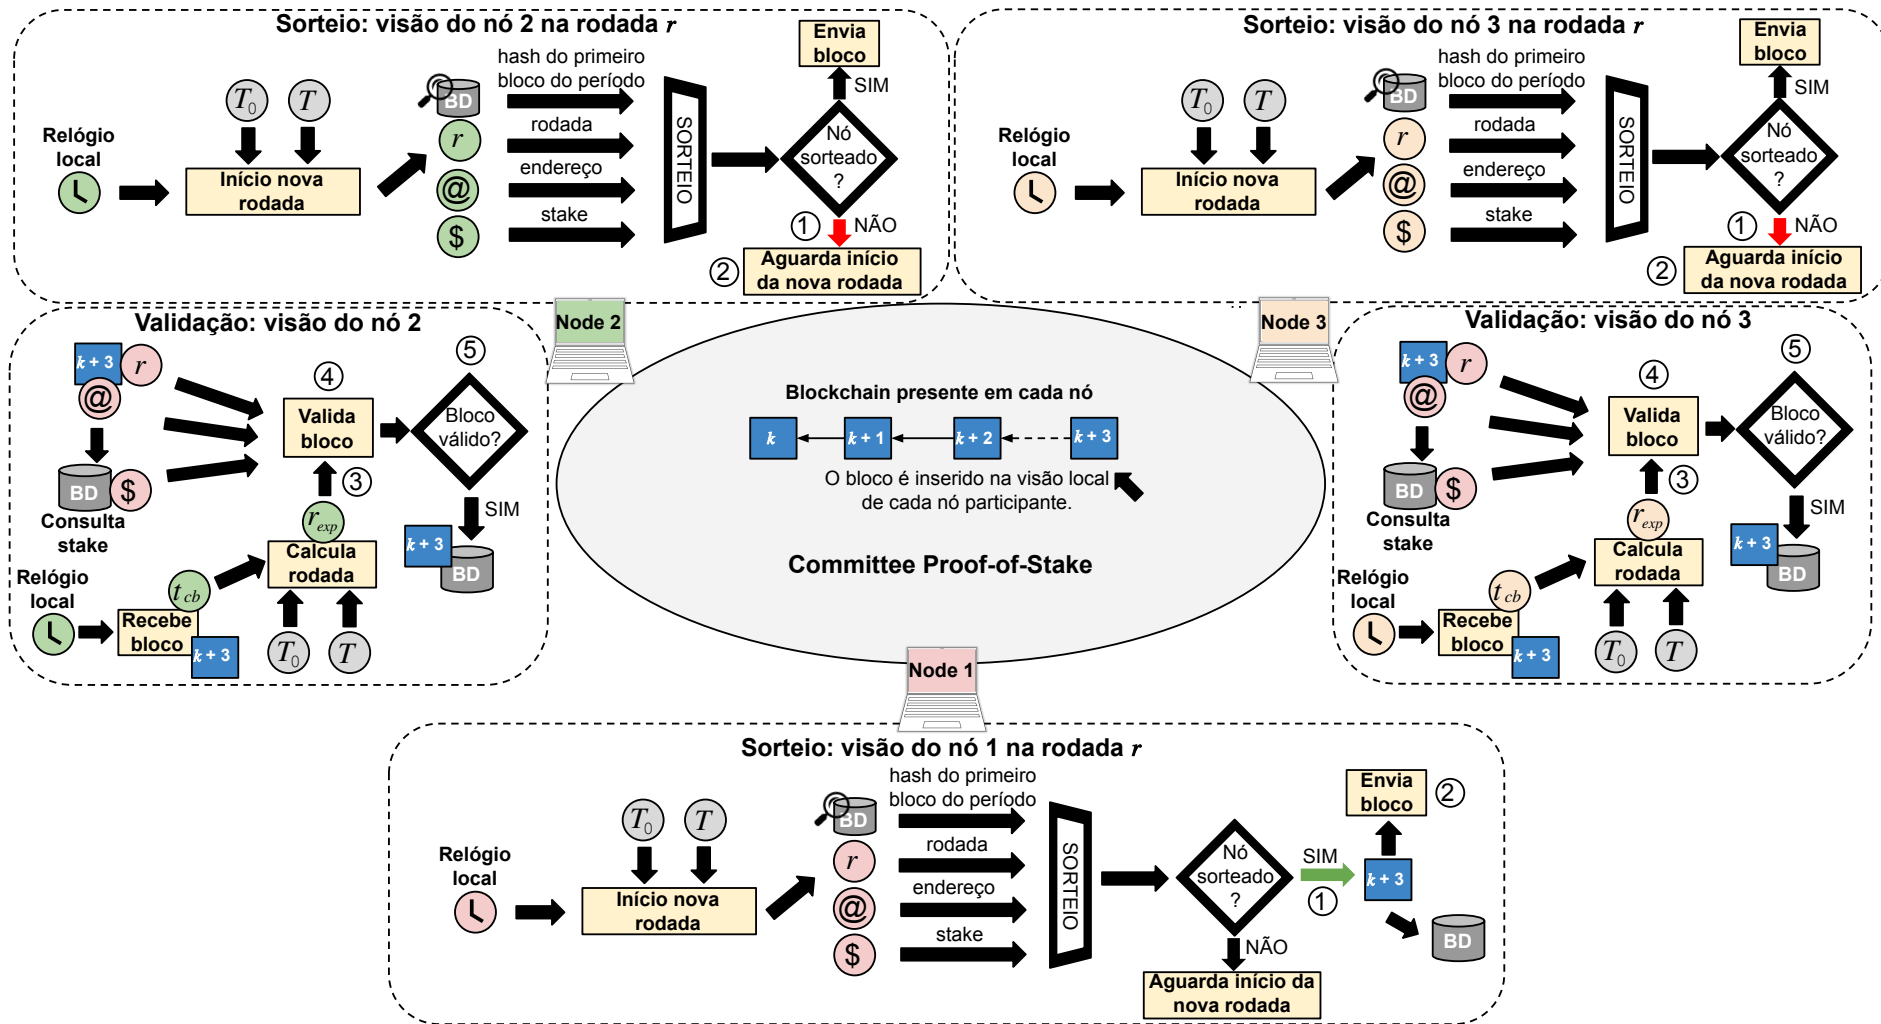 Sorteio: visão do nó 2 na rodada r
hash do primeiro
bloco do período
Envia
bloco
SIM
T0
T
BD
r
@
$
rodada
endereço
stake
SORTEIO
Nó
sorteado
?
Relógio
local
Início nova
rodada
1
NÃO
2
Aguarda início
da nova rodada
Sorteio: visão do nó 3 na rodada r
hash do primeiro
bloco do período
Envia
bloco
SIM
T0
T
BD
r
@
$
rodada
endereço
stake
SORTEIO
Nó
sorteado
?
Relógio
local
Início nova
rodada
1
NÃO
2
Aguarda início
da nova rodada
Validação: visão do nó 2
k + 3
r
@
BD
$
Consulta
stake
4
Valida
bloco
3
rexp
Calcula
rodada
5
Bloco
válido?
SIM
k + 3
BD
Relógio
local
tcb
Recebe
bloco
k + 3
T0
T
Node 2
Node 3
Blockchain presente em cada nó
k
k + 1
k + 2
k + 3
O bloco é inserido na visão local
de cada nó participante.
Committee Proof-of-Stake
Node 1
Validação: visão do nó 3
k + 3
r
@
BD
$
Consulta
stake
4
Valida
bloco
3
rexp
Calcula
rodada
5
Bloco
válido?
SIM
k + 3
BD
Relógio
local
tcb
Recebe
bloco
k + 3
T0
T
Sorteio: visão do nó 1 na rodada r
hash do primeiro
bloco do período
T0
T
BD
r
@
$
rodada
endereço
stake
SORTEIO
Nó
sorteado
?
Relógio
local
Início nova
rodada
SIM
1
k + 3
Envia
bloco
2
BD
NÃO
Aguarda início da
nova rodada